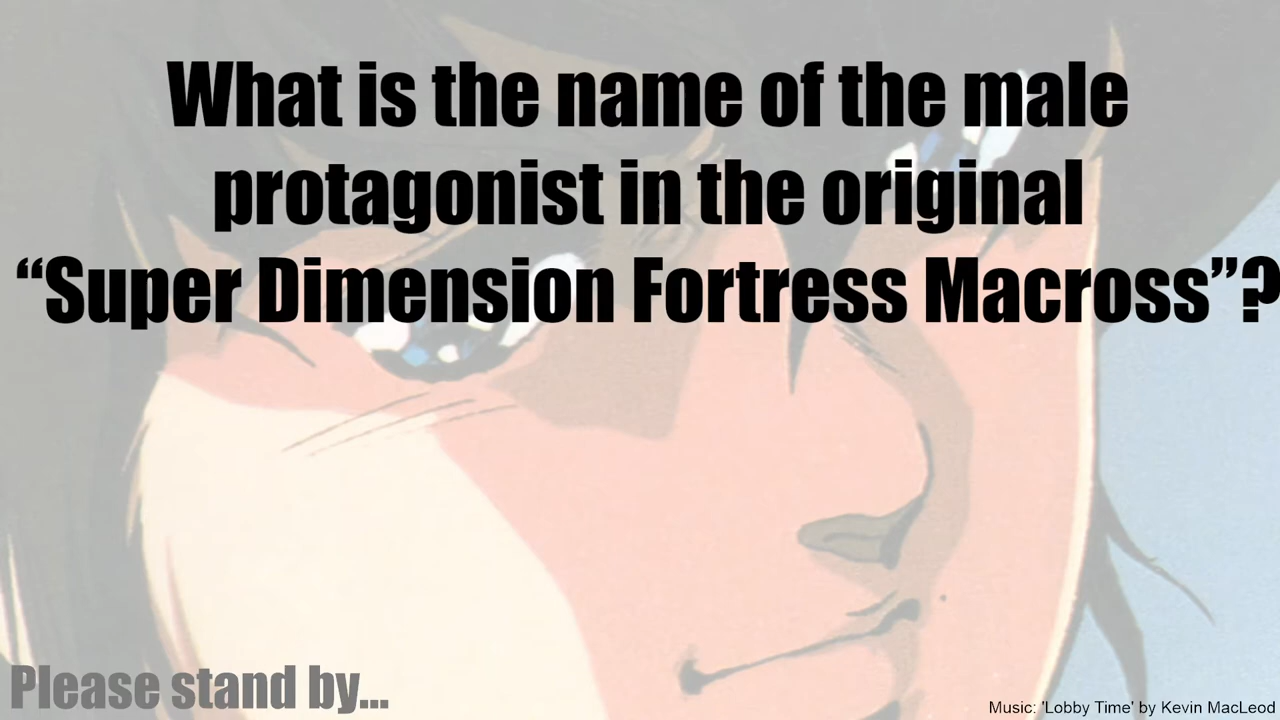 What is the name of the male
protagonist in the original
“Super Dimension Fortress Macross”?
Please stand by...
Music: 'Lobby Time' by Kevin MacLeod